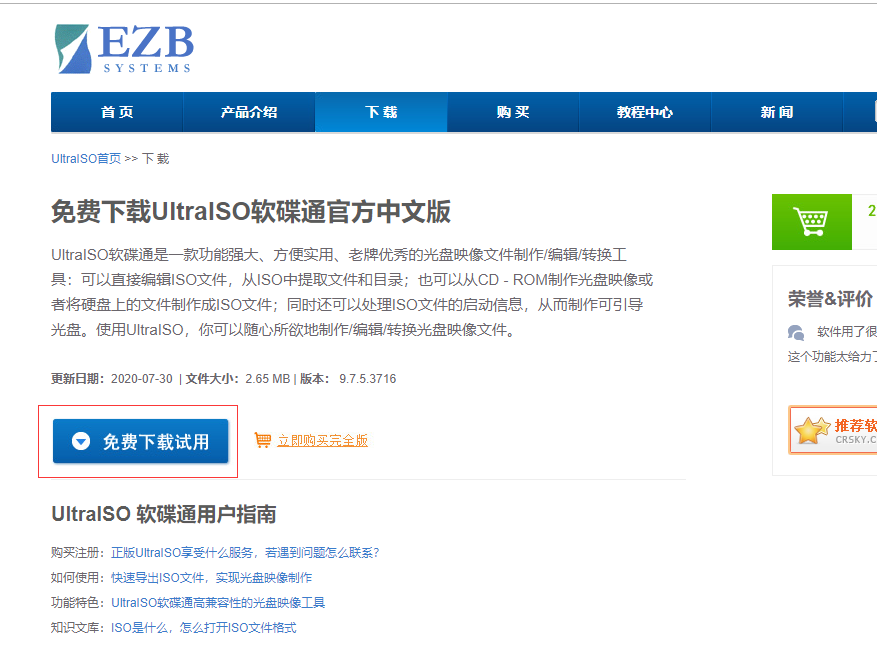 EZB
SYSTEMS
首 页 产品介绍 下 载 购 买 教程中心 新 闻
UltraISO首页 >> 下 载
免费下载UltraISO软碟通官方中文版
UltraISO软碟通是一款功能强大、方便实用、老牌优秀的光盘映像文件制作/编辑/转换工
具：可以直接编辑ISO文件，从ISO中提取文件和目录；也可以从CD - ROM制作光盘映像或
者将硬盘上的文件制作成ISO文件；同时还可以处理ISO文件的启动信息，从而制作可引导
光盘。使用UltraISO，你可以随心所欲地制作/编辑/转换光盘映像文件。
更新日期： 2020-07-30 | 文件大小： 2.65 MB | 版本： 9.7.5.3716
免费下载试用
立即购买完全版
UltraISO 软碟通用户指南
购买注册： 正版UltraISO享受什么服务，若遇到问题怎么联系？
如何使用： 快速导出ISO文件，实现光盘映像制作
功能特色： UltraISO软碟通高兼容性的光盘映像工具
知识文库： ISO是什么，怎么打开ISO文件格式
2
荣誉&评价
软件用了很
这个功能太给力了
推荐软
CRSKY.C